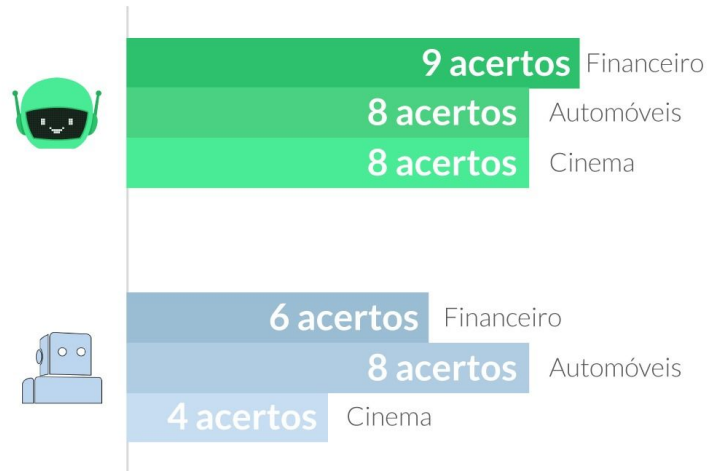 9 acertos Financeiro
8 acertos Automóveis
8 acertos Cinema
6 acertos Financeiro
8 acertos Automóveis
4 acertos Cinema